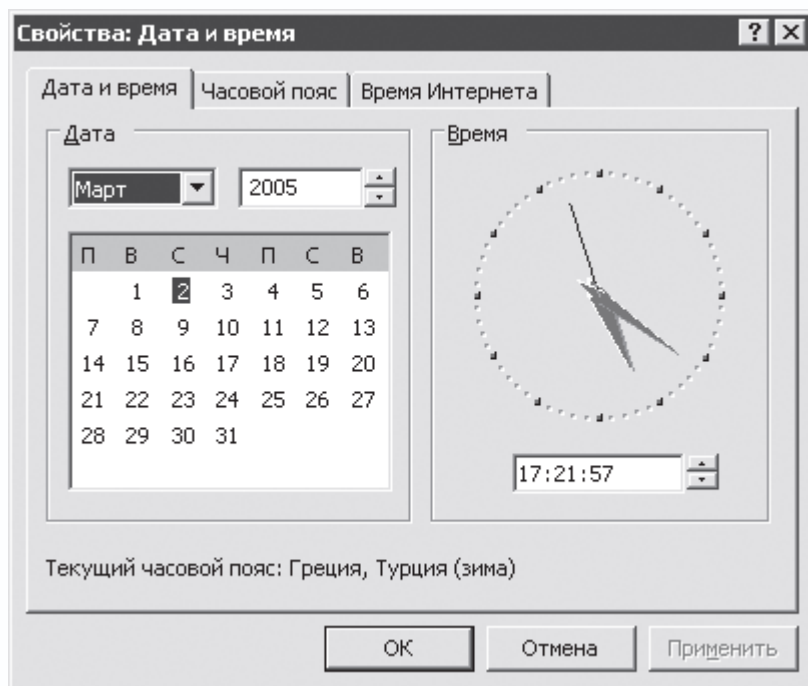 Свойства: Дата и время
Дата и время Часовой пояс Время Интернета
Дата
Время
Март 2005
П В С Ч П С В
1 2 3 4 5 6
7 8 9 10 11 12 13
14 15 16 17 18 19 20
21 22 23 24 25 26 27
28 29 30 31
17:21:57
Текущий часовой пояс: Греция, Турция (зима)
ОК Отмена Применить